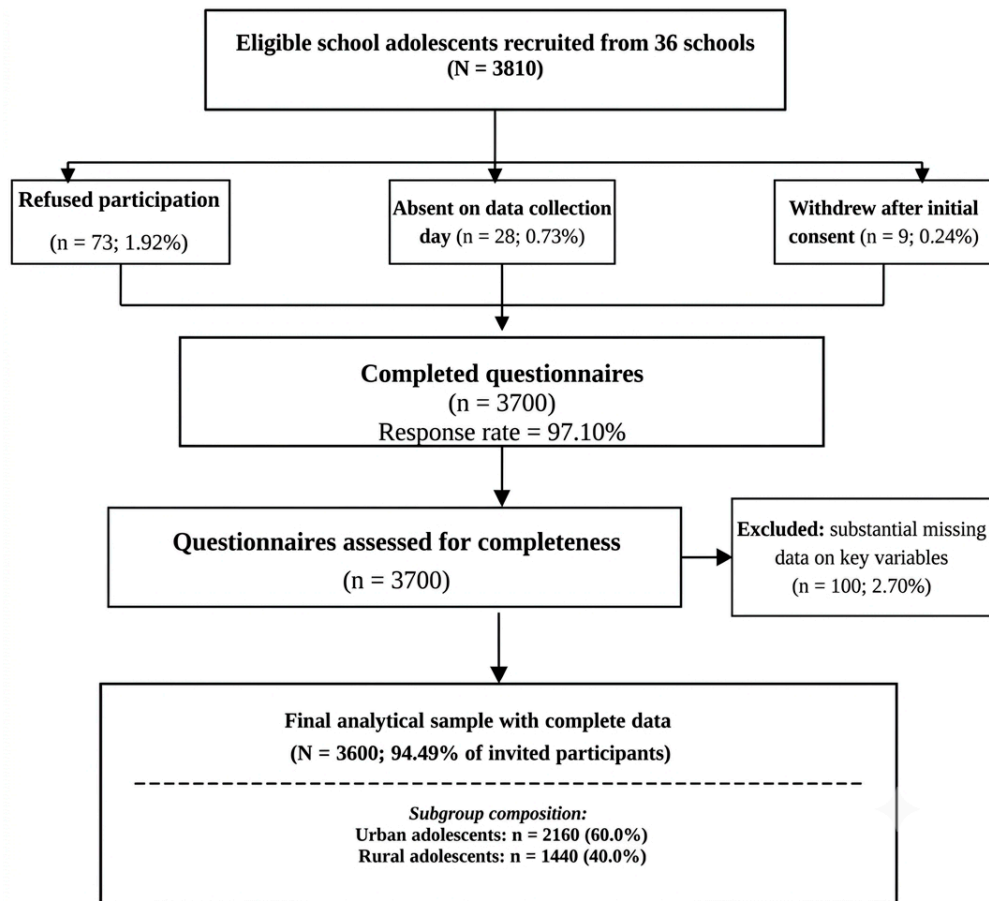 Eligible school adolescents recruited from 36 schools
(N = 3810)
Refused participation
(n = 73; 1.92%)
Absent on data collection
day (n = 28; 0.73%)
Withdrew after initial
consent (n = 9; 0.24%)
Completed questionnaires
(n = 3700)
Response rate = 97.10%
Questionnaires assessed for completeness
(n = 3700)
Excluded: substantial missing
data on key variables
(n = 100; 2.70%)
Final analytical sample with complete data
(N = 3600; 94.49% of invited participants)
Subgroup composition:
Urban adolescents: n = 2160 (60.0%)
Rural adolescents: n = 1440 (40.0%)